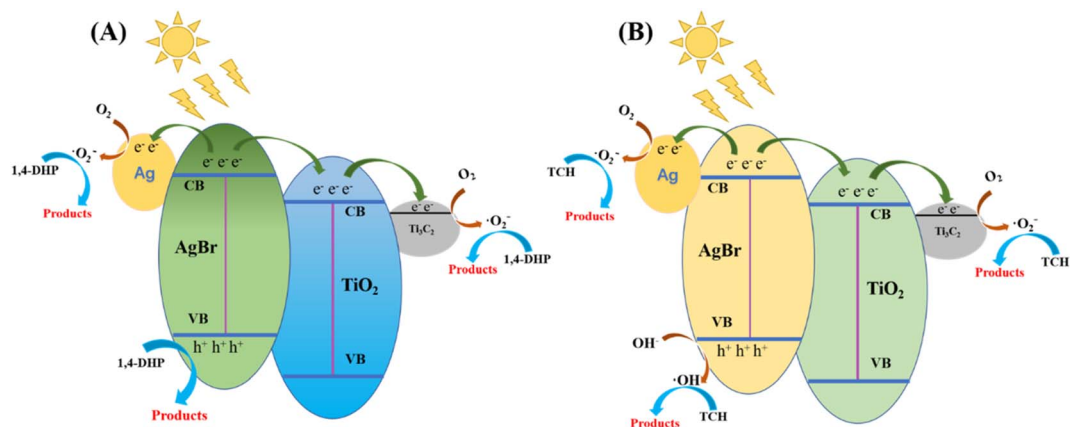 (A)
O₂
e⁻ e⁻
·O₂⁻
Ag
1,4-DHP
Products
e⁻ e⁻ e⁻
CB
AgBr
VB
h⁺ h⁺ h⁺
1,4-DHP
Products
e⁻ e⁻ e⁻
CB
TiO₂
VB
O₂
e⁻ e⁻
Ti₃C₂
·O₂⁻
Products
1,4-DHP
(B)
O₂
e⁻ e⁻
·O₂⁻
Ag
TCH
Products
e⁻ e⁻ e⁻
CB
AgBr
VB
OH⁻
h⁺ h⁺ h⁺
·OH
Products
TCH
e⁻ e⁻ e⁻
CB
TiO₂
VB
O₂
e⁻ e⁻
Ti₃C₂
·O₂⁻
Products
TCH